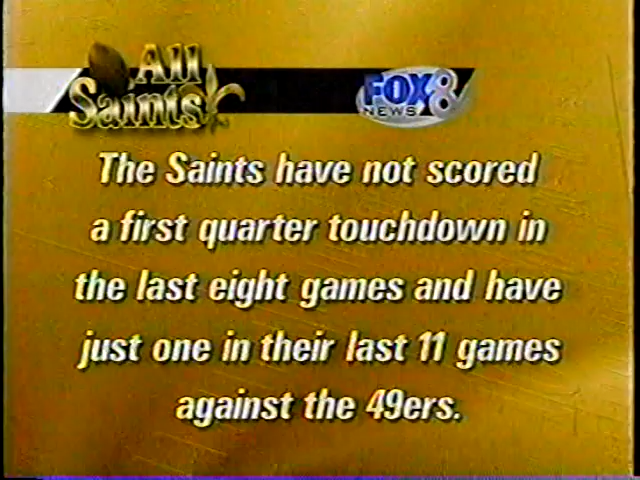 All
Saints
FOX 8
NEWS
The Saints have not scored
a first quarter touchdown in
the last eight games and have
just one in their last 11 games
against the 49ers.